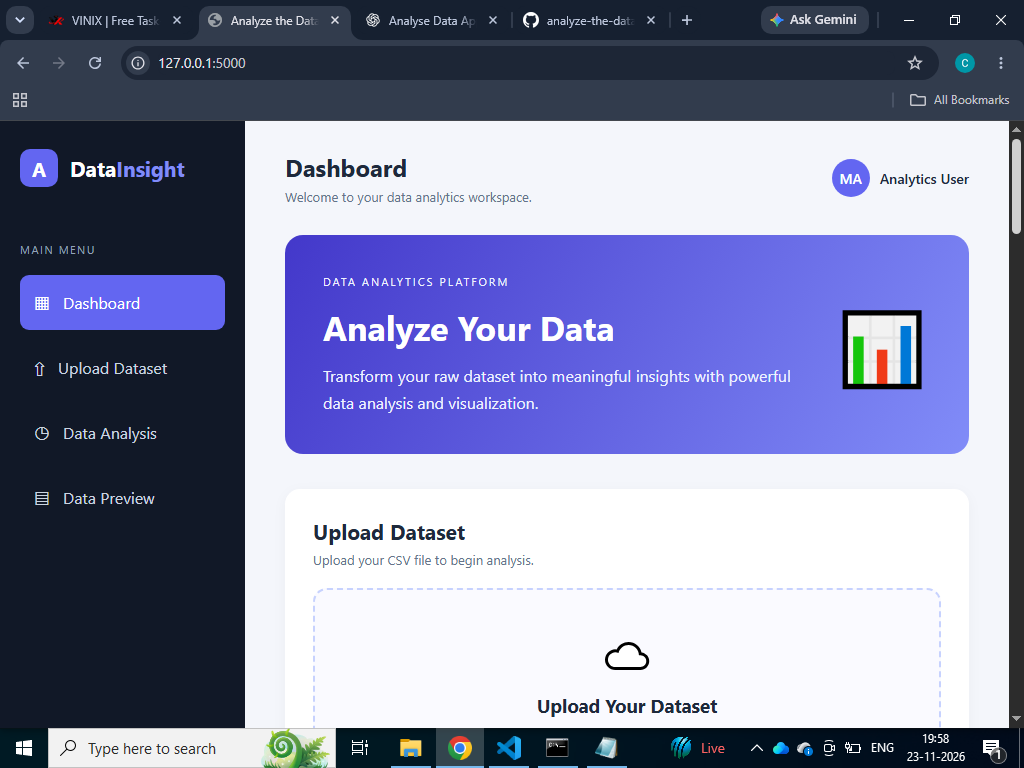 VINIX | Free Task
Analyze the Data
Analyse Data Ap
analyze-the-data
Ask Gemini
127.0.0.1:5000
C
All Bookmarks
A
DataInsight
MAIN MENU
Dashboard
Upload Dataset
Data Analysis
Data Preview
Dashboard
Welcome to your data analytics workspace.
MA
Analytics User
DATA ANALYTICS PLATFORM
Analyze Your Data
Transform your raw dataset into meaningful insights with powerful
data analysis and visualization.
Upload Dataset
Upload your CSV file to begin analysis.
Upload Your Dataset
Type here to search
Live
ENG
19:58
23-11-2026
1